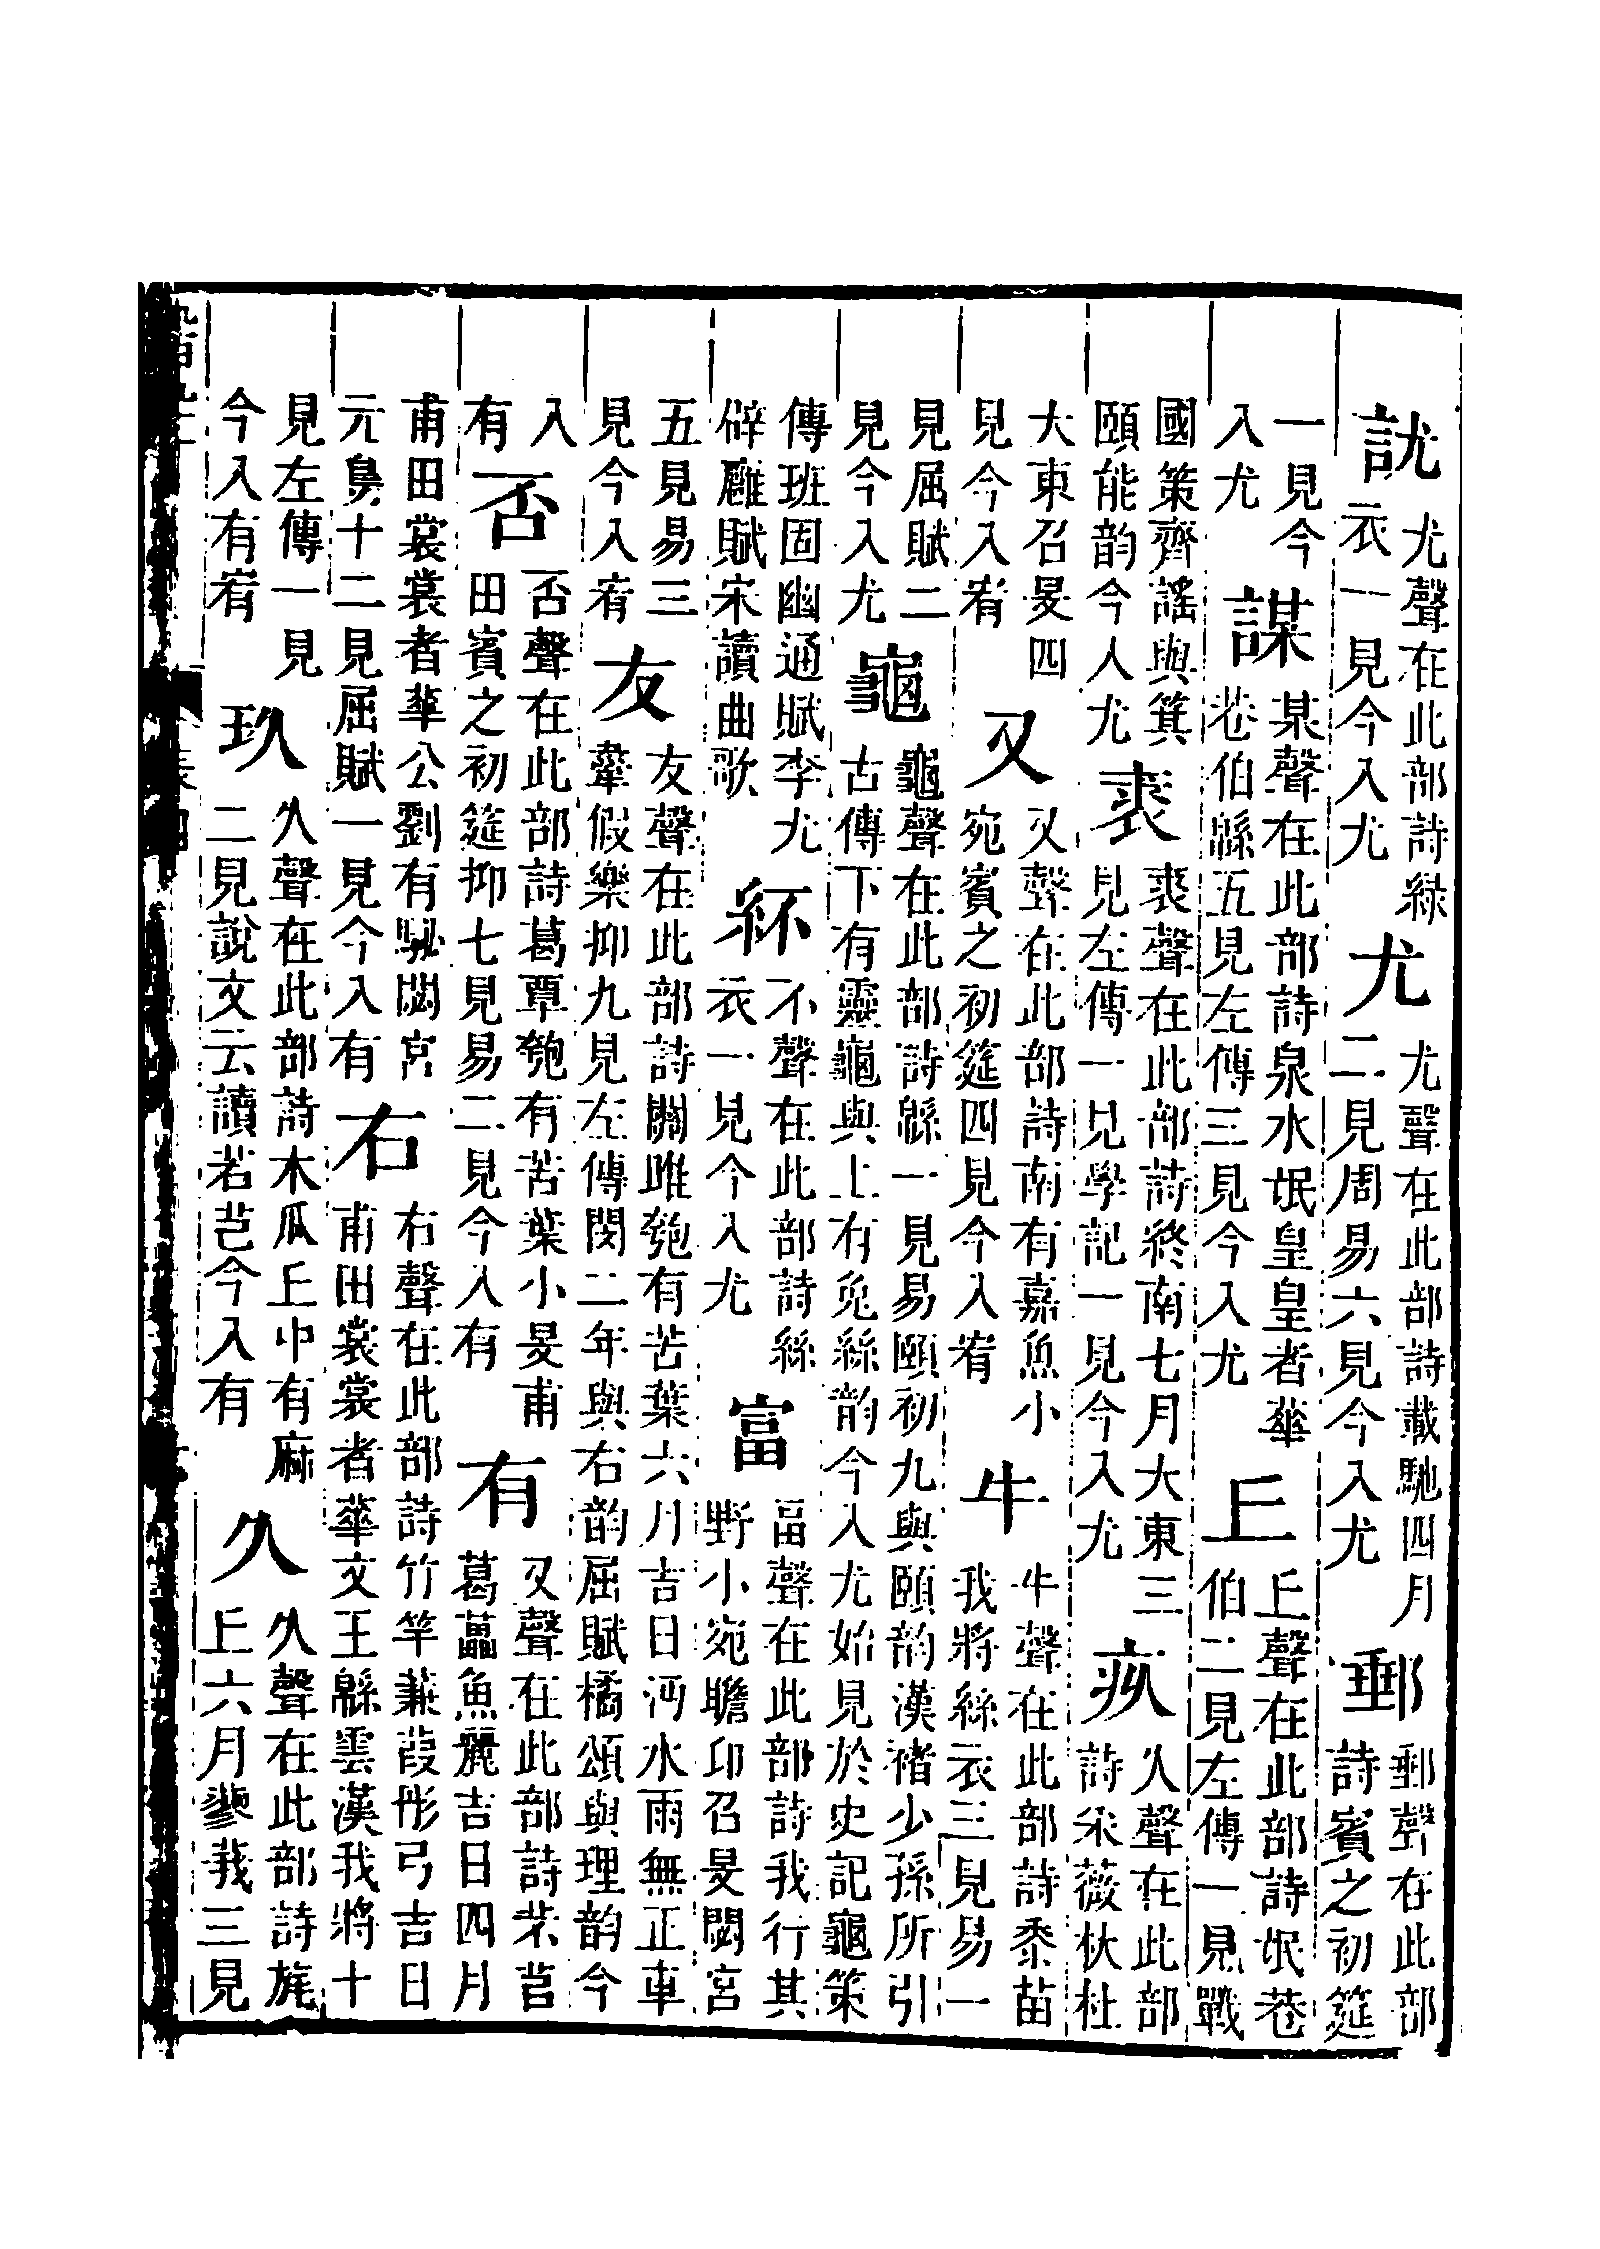 訧尤聲在此部詩綠衣一見今入尤尤尤聲在此部詩載馳四月二見周易六見今入尤郵郵聲在此部詩賓之初筵
一見今入尤謀某聲在此部詩泉水氓皇皇者華巷伯緜五見左傳三見今入尤丘丘聲在此部詩氓巷伯二見左傳一見戰
國策齊謠與箕頤能韵今入尤裘裘聲在此部詩終南七月大東三見左傳一見學記一見今入尤疚久聲在此部詩采薇杕杜
大東召旻四見今入宥又又聲在此部詩南有嘉魚小宛賓之初筵四見今入宥牛牛聲在此部詩黍苗我將絲衣三見易一
見屈賦二見今入尤龜龜聲在此部詩緜一見易頤初九與頤韵漢褚少孫所引古傳下有靈龜與上有兔絲韵今入尤始見於史記龜策
傳班固幽通賦李尤辟廱賦宋讀曲歌紑不聲在此部詩絲衣一見今入尤富畐聲在此部詩我行其野小宛瞻卬召旻閟宮
五見易三見今入宥友友聲在此部詩關雎匏有苦葉六月吉日沔水雨無正車舝假樂抑九見左傳閔二年與右韵屈賦橘頌與理韵今
入有否否聲在此部詩葛覃匏有苦葉小旻甫田賓之初筵抑七見易二見今入有有又聲在此部詩芣苢葛藟魚麗吉日四月
甫田裳裳者華公劉有駜閟宮元鳥十二見屈賦一見今入有右右聲在此部詩竹竿蒹葭彤弓吉日甫田裳裳者華文王緜雲漢我將十
見左傳一見今入有宥玖久聲在此部詩木瓜丘中有麻二見說文云讀若芑今入有久久聲在此部詩旄丘六月蓼莪三見